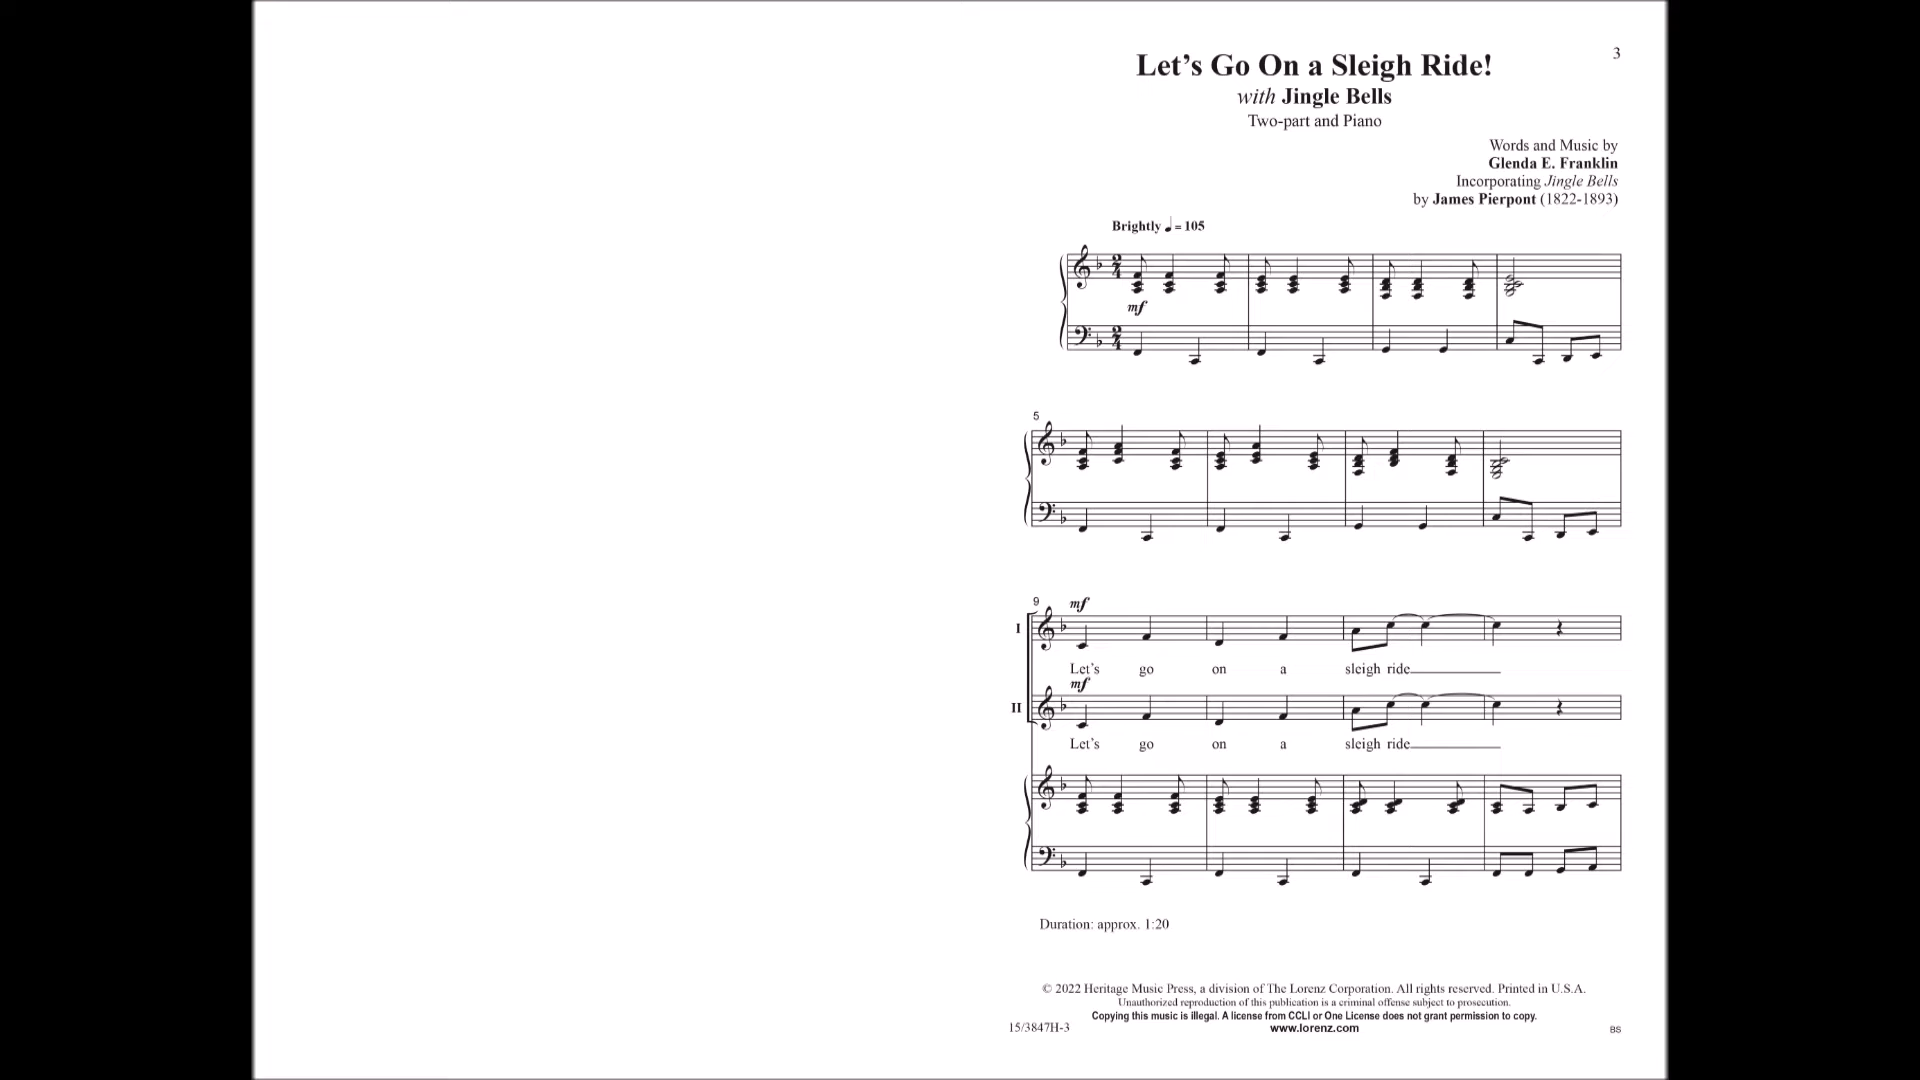 3
Let’s Go On a Sleigh Ride!
with Jingle Bells
Two-part and Piano
Words and Music by
Glenda E. Franklin
Incorporating Jingle Bells
by James Pierpont (1822-1893)
Brightly ♩ = 105
mf
5
9
mf
I
Let’s go on a sleigh ride
mf
II
Let’s go on a sleigh ride
Duration: approx. 1:20
© 2022 Heritage Music Press, a division of The Lorenz Corporation. All rights reserved. Printed in U.S.A.
Unauthorized reproduction of this publication is a criminal offense subject to prosecution.
Copying this music is illegal. A license from CCLI or One License does not grant permission to copy.
15/3847H-3 www.lorenz.com BS